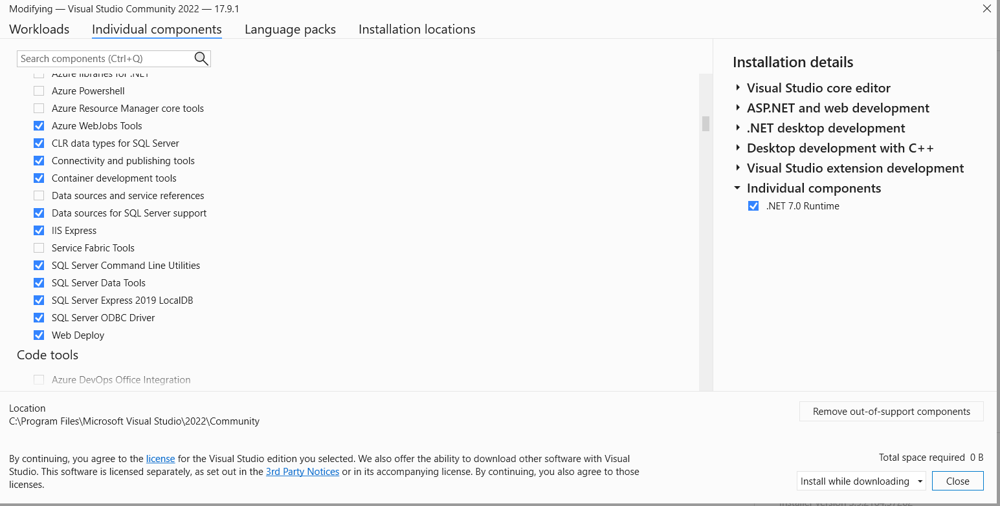 Modifying — Visual Studio Community 2022 — 17.9.1
Workloads
Individual components
Language packs
Installation locations
Search components (Ctrl+Q)
Azure libraries for .NET
Azure Powershell
Azure Resource Manager core tools
Azure WebJobs Tools
CLR data types for SQL Server
Connectivity and publishing tools
Container development tools
Data sources and service references
Data sources for SQL Server support
IIS Express
Service Fabric Tools
SQL Server Command Line Utilities
SQL Server Data Tools
SQL Server Express 2019 LocalDB
SQL Server ODBC Driver
Web Deploy
Code tools
Azure DevOps Office Integration
Installation details
Visual Studio core editor
ASP.NET and web development
.NET desktop development
Desktop development with C++
Visual Studio extension development
Individual components
.NET 7.0 Runtime
Location
C:\Program Files\Microsoft Visual Studio\2022\Community
Remove out-of-support components
By continuing, you agree to the license for the Visual Studio edition you selected. We also offer the ability to download other software with Visual
Studio. This software is licensed separately, as set out in the 3rd Party Notices or in its accompanying license. By continuing, you also agree to those
licenses.
Total space required 0 B
Install while downloading
Close
Installer version